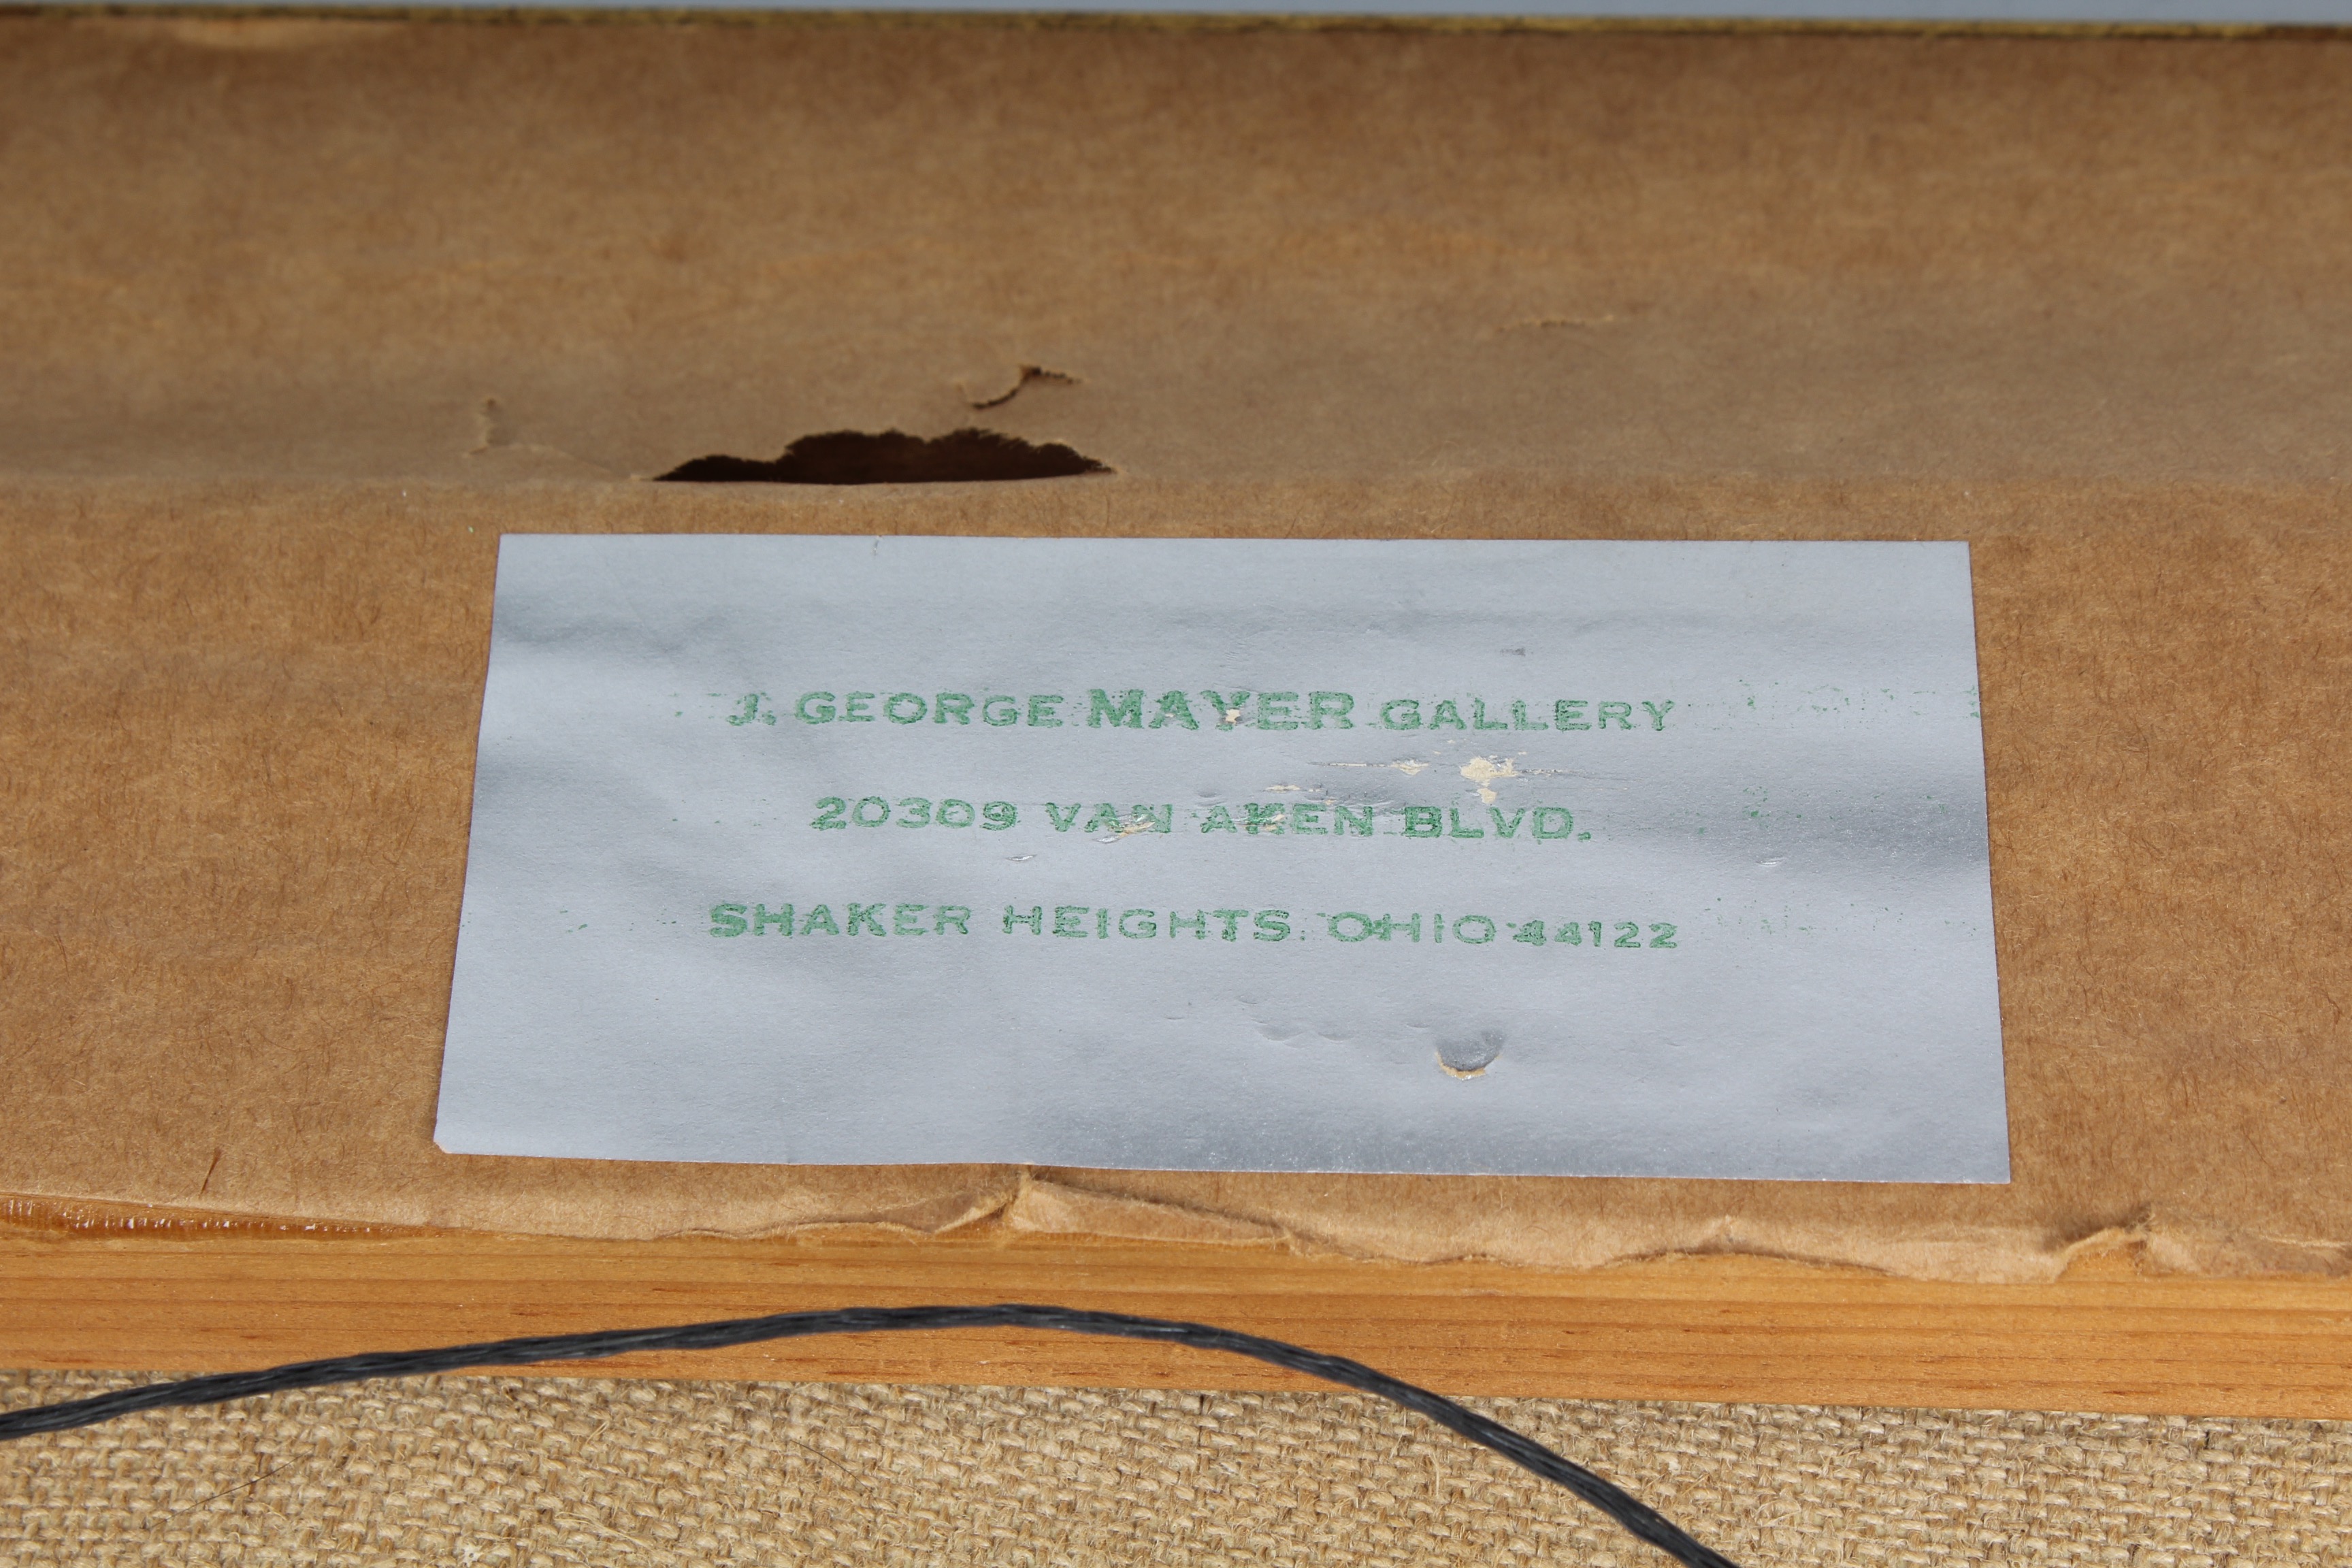 J. GEORGE MAYER GALLERY
20309 VAN AKEN BLVD.
SHAKER HEIGHTS. OHIO 44122